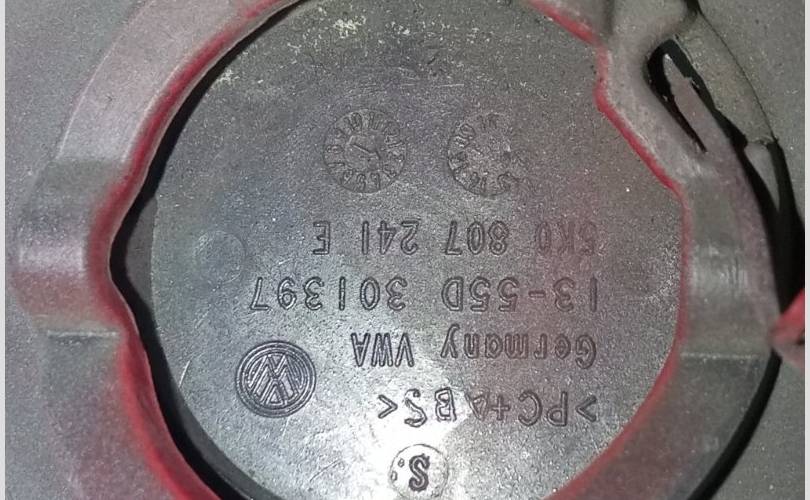 S
>PC+ABS<
Germany VWA
13-55D 301397
5K0 807 241 E